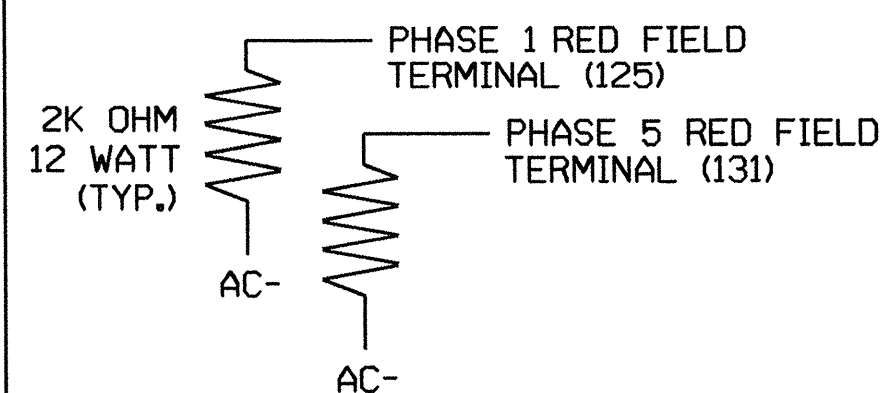 PHASE 1 RED FIELD
TERMINAL (125)
2K OHM
12 WATT
(TYP.)
PHASE 5 RED FIELD
TERMINAL (131)
AC-
AC-